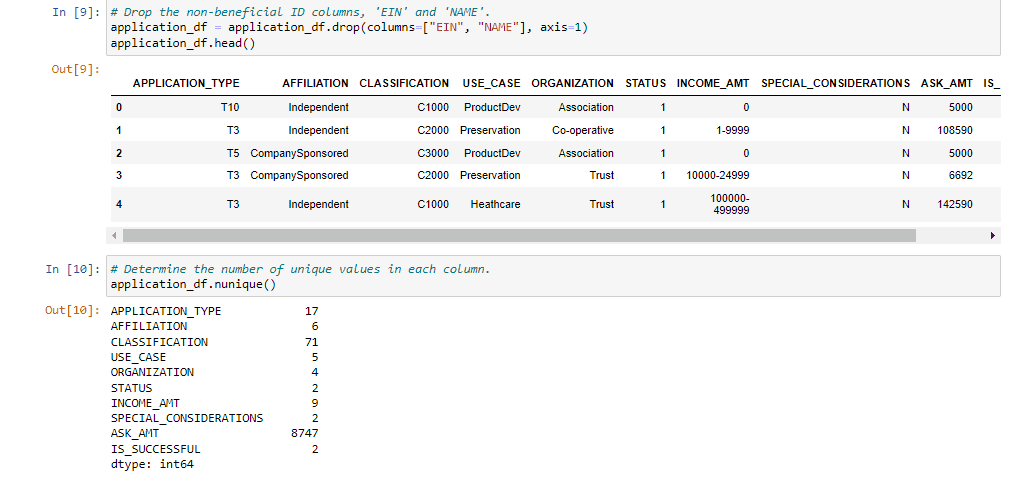 In [9]: # Drop the non-beneficial ID columns, 'EIN' and 'NAME'.
application_df = application_df.drop(columns=["EIN", "NAME"], axis=1)
application_df.head()
Out[9]:
APPLICATION_TYPE AFFILIATION CLASSIFICATION USE_CASE ORGANIZATION STATUS INCOME_AMT SPECIAL_CONSIDERATIONS ASK_AMT IS_
0 T10 Independent C1000 ProductDev Association 1 0 N 5000
1 T3 Independent C2000 Preservation Co-operative 1 1-9999 N 108590
2 T5 CompanySponsored C3000 ProductDev Association 1 0 N 5000
3 T3 CompanySponsored C2000 Preservation Trust 1 10000-24999 N 6692
4 T3 Independent C1000 Heathcare Trust 1 100000-
499999 N 142590
In [10]: # Determine the number of unique values in each column.
application_df.nunique()
Out[10]: APPLICATION_TYPE 17
AFFILIATION 6
CLASSIFICATION 71
USE_CASE 5
ORGANIZATION 4
STATUS 2
INCOME_AMT 9
SPECIAL_CONSIDERATIONS 2
ASK_AMT 8747
IS_SUCCESSFUL 2
dtype: int64